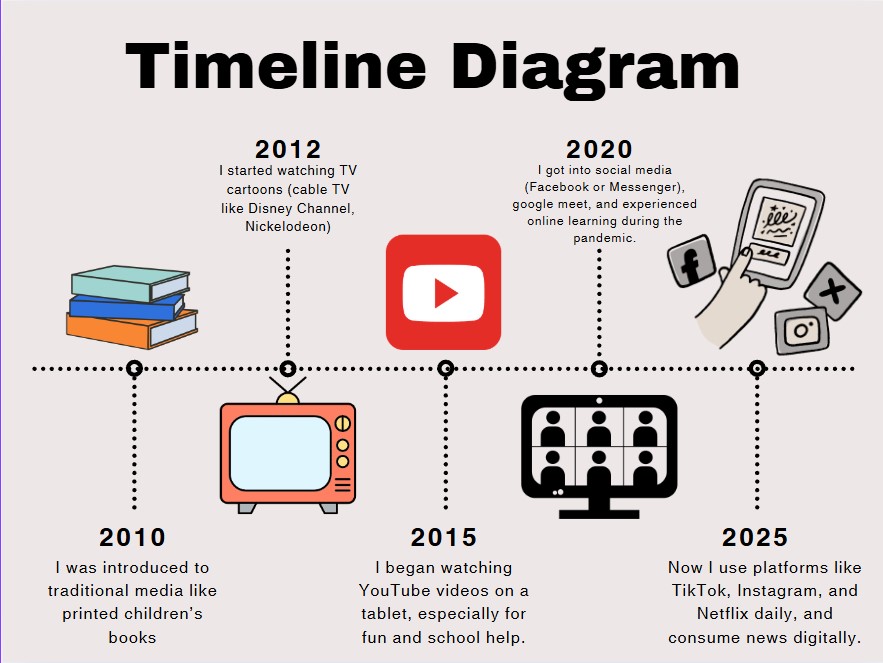 Timeline Diagram
2012
I started watching TV
cartoons (cable TV
like Disney Channel,
Nickelodeon)
2020
I got into social media
(Facebook or Messenger),
google meet, and experienced
online learning during the
pandemic.
2010
I was introduced to
traditional media like
printed children’s
books
2015
I began watching
YouTube videos on a
tablet, especially for
fun and school help.
2025
Now I use platforms like
TikTok, Instagram, and
Netflix daily, and
consume news digitally.